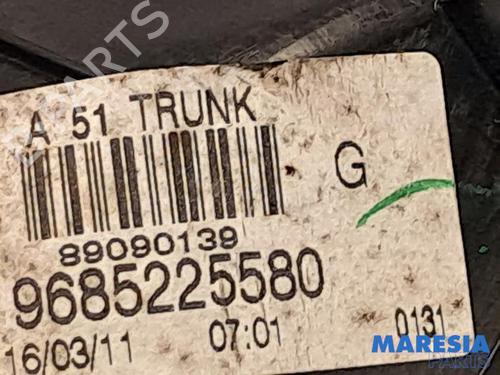 A 51 TRUNK
G
89090139
9685225580
16/03/11 07:01 0131
MARESIA
PARTS